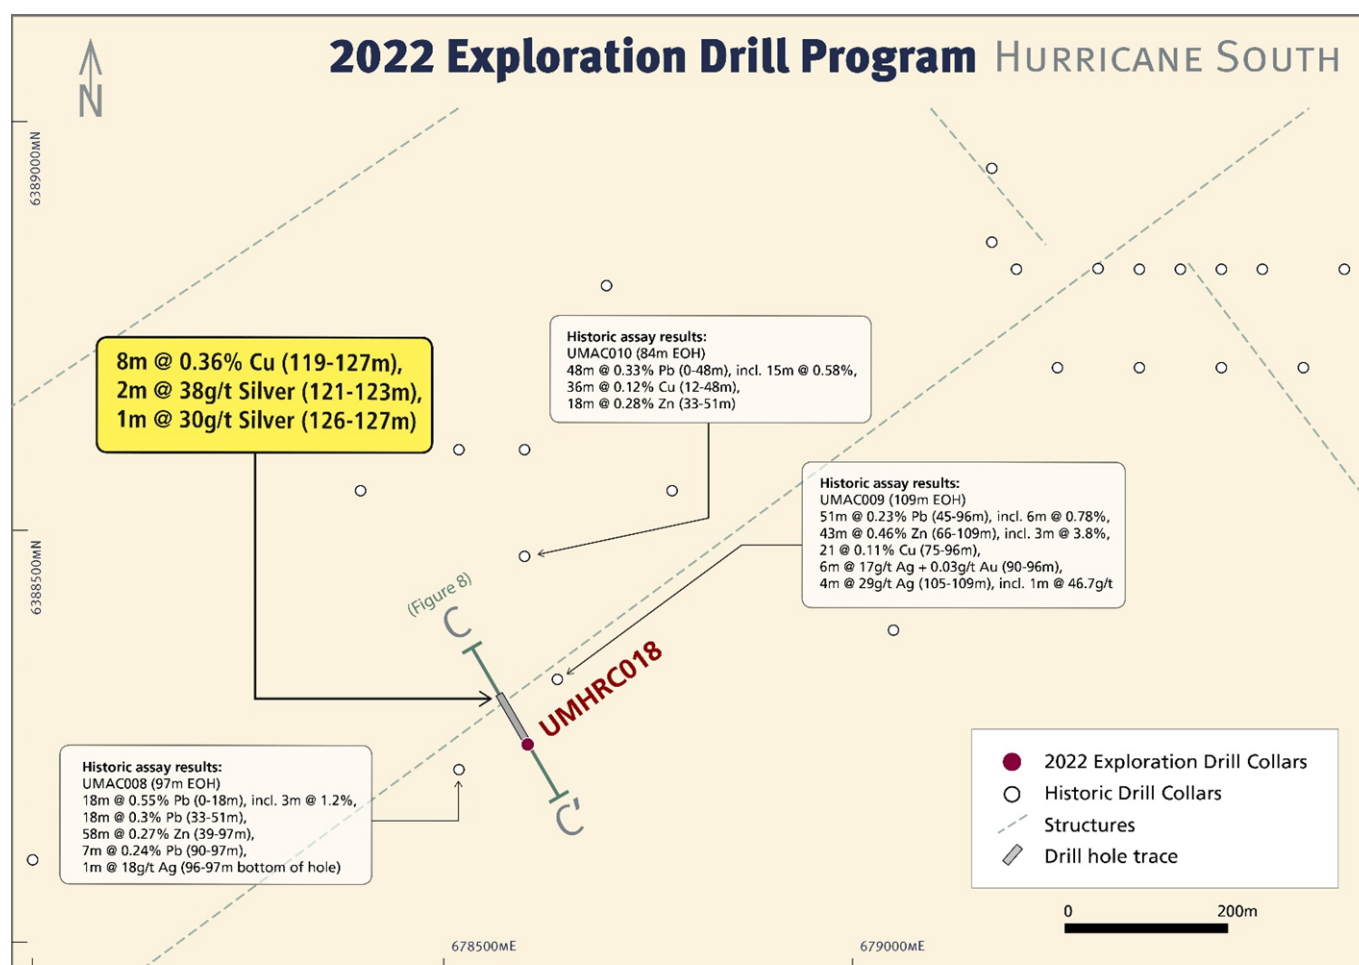 2022 Exploration Drill Program HURRICANE SOUTH
N
6389000MN
8m @ 0.36% Cu (119-127m),
2m @ 38g/t Silver (121-123m),
1m @ 30g/t Silver (126-127m)
Historic assay results:
UMAC010 (84m EOH)
48m @ 0.33% Pb (0-48m), incl. 15m @ 0.58%,
36m @ 0.12% Cu (12-48m),
18m @ 0.28% Zn (33-51m)
Historic assay results:
UMAC009 (109m EOH)
51m @ 0.23% Pb (45-96m), incl. 6m @ 0.78%,
43m @ 0.46% Zn (66-109m), incl. 3m @ 3.8%,
21 @ 0.11% Cu (75-96m),
6m @ 17g/t Ag + 0.03g/t Au (90-96m),
4m @ 29g/t Ag (105-109m), incl. 1m @ 46.7g/t
6388500MN
(Figure 8)
C
UMHRC018
C'
Historic assay results:
UMAC008 (97m EOH)
18m @ 0.55% Pb (0-18m), incl. 3m @ 1.2%,
18m @ 0.3% Pb (33-51m),
58m @ 0.27% Zn (39-97m),
7m @ 0.24% Pb (90-97m),
1m @ 18g/t Ag (96-97m bottom of hole)
2022 Exploration Drill Collars
Historic Drill Collars
Structures
Drill hole trace
0 200m
678500ME
679000ME